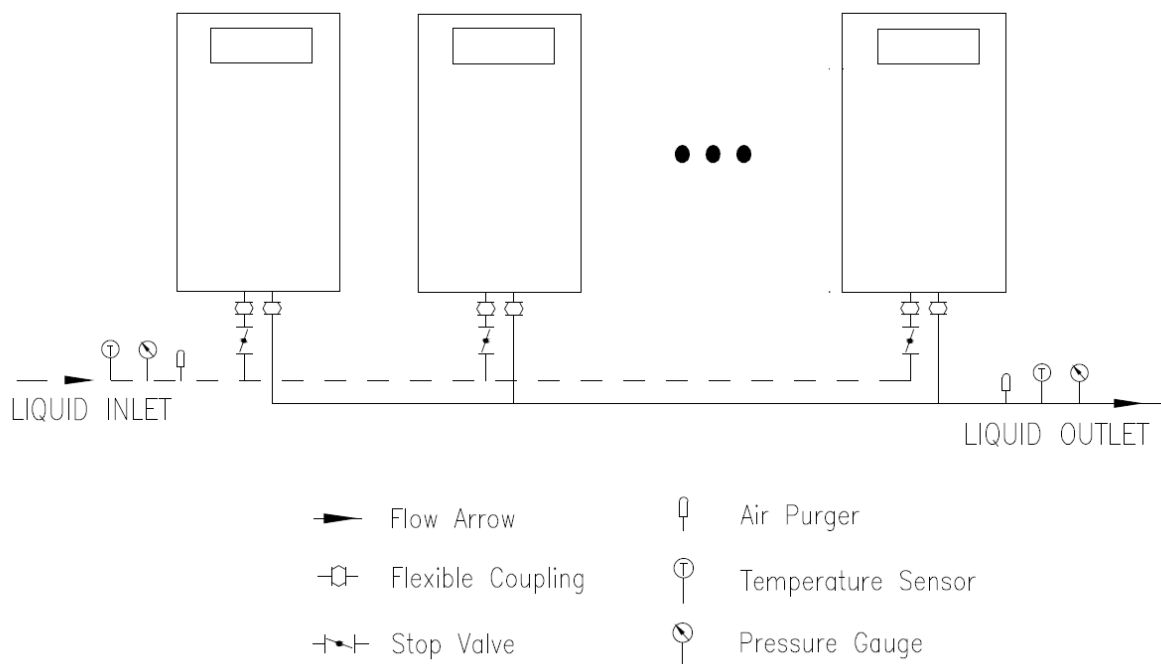 T
LIQUID INLET
T
LIQUID OUTLET
Flow Arrow
Air Purger
Flexible Coupling
T
Temperature Sensor
Stop Valve
Pressure Gauge